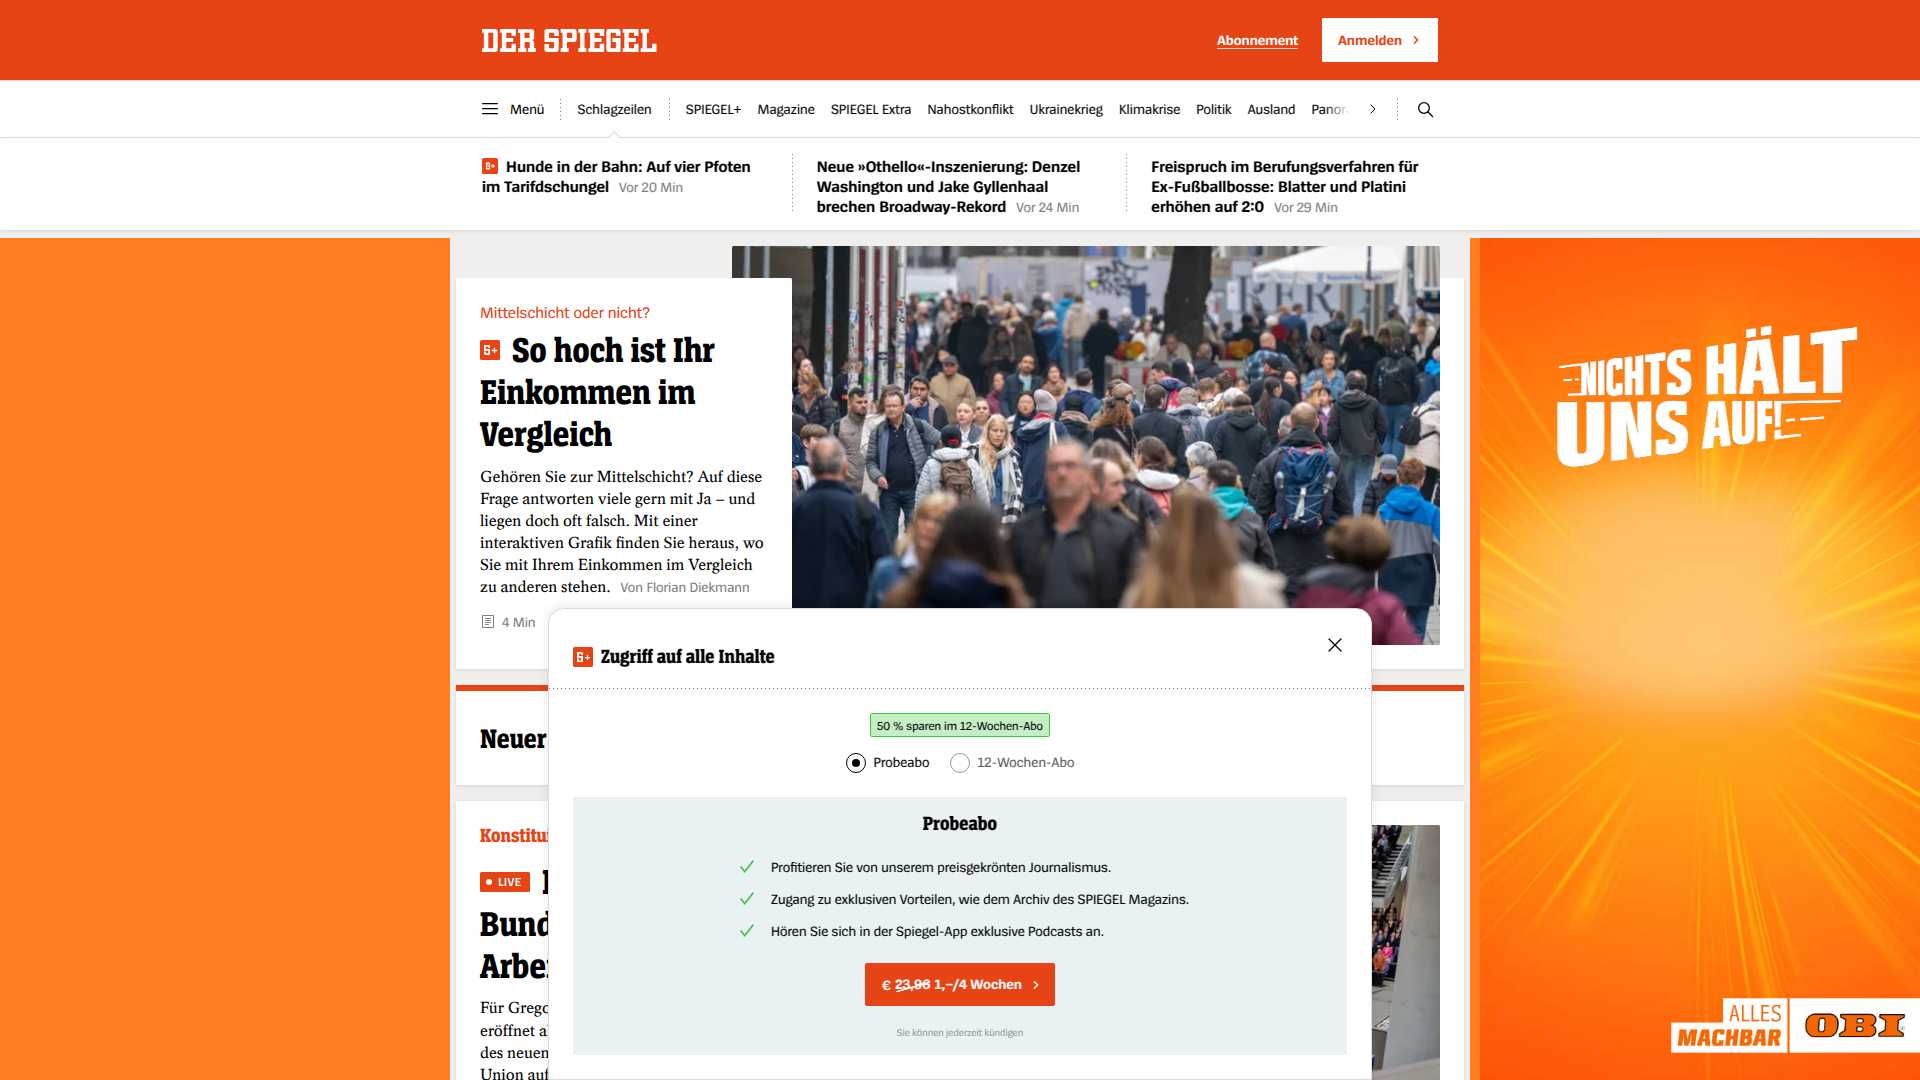 DER SPIEGEL
Abonnement
Anmelden
Menü
Schlagzeilen
SPIEGEL+
Magazine
SPIEGEL Extra
Nahostkonflikt
Ukrainekrieg
Klimakrise
Politik
Ausland
Panor
Hunde in der Bahn: Auf vier Pfoten
im Tarifdschungel Vor 20 Min
Neue »Othello«-Inszenierung: Denzel
Washington und Jake Gyllenhaal
brechen Broadway-Rekord Vor 24 Min
Freispruch im Berufungsverfahren für
Ex-Fußballbosse: Blatter und Platini
erhöhen auf 2:0 Vor 29 Min
Mittelschicht oder nicht?
So hoch ist Ihr
Einkommen im
Vergleich
Gehören Sie zur Mittelschicht? Auf diese
Frage antworten viele gern mit Ja – und
liegen doch oft falsch. Mit einer
interaktiven Grafik finden Sie heraus, wo
Sie mit Ihrem Einkommen im Vergleich
zu anderen stehen. Von Florian Diekmann
4 Min
NICHTS HÄLT
UNS AUF!
Zugriff auf alle Inhalte
50 % sparen im 12-Wochen-Abo
Probeabo
12-Wochen-Abo
Neuer
Probeabo
Profitieren Sie von unserem preisgekrönten Journalismus.
Zugang zu exklusiven Vorteilen, wie dem Archiv des SPIEGEL Magazins.
Hören Sie sich in der Spiegel-App exklusive Podcasts an.
€ 23,96 1,–/4 Wochen
Sie können jederzeit kündigen
Konstitu
LIVE
Bund
Arbe
Für Grego
eröffnet a
des neuen
Union auf
ALLES
MACHBAR
OBI